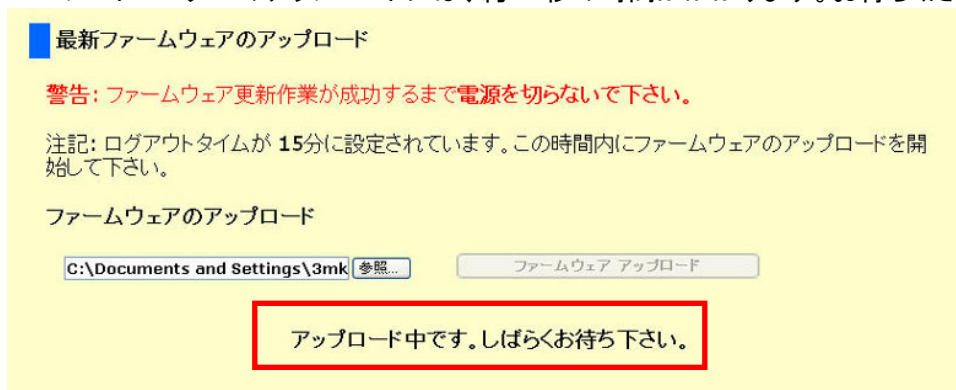 最新ファームウェアのアップロード
警告: ファームウェア更新作業が成功するまで電源を切らないで下さい。
注記: ログアウトタイムが 15分に設定されています。この時間内にファームウェアのアップロードを開
始して下さい。
ファームウェアのアップロード
C:\Documents and Settings\3mk 参照... ファームウェア アップロード
アップロード中です。しばらくお待ち下さい。